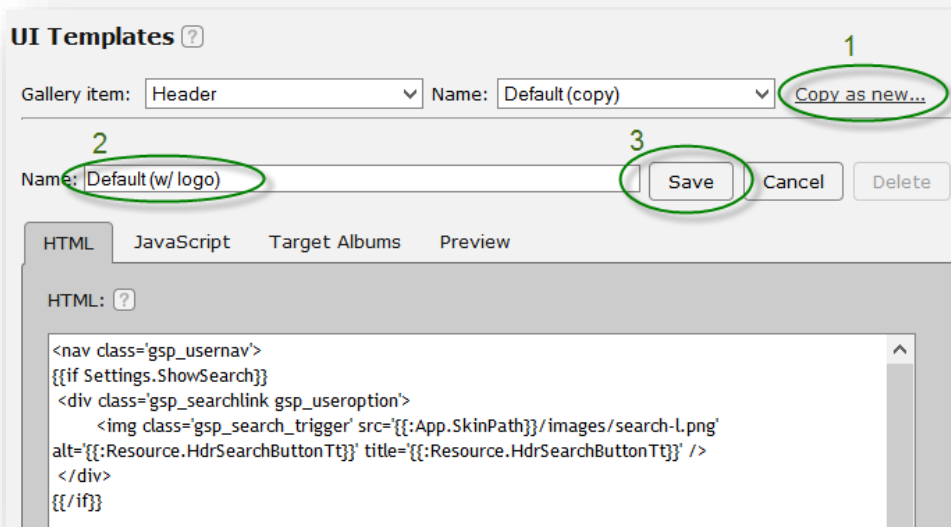 UI Templates ?
1
Gallery item: Header Name: Default (copy) Copy as new...
2 3
Name: Default (w/ logo) Save Cancel Delete
HTML JavaScript Target Albums Preview
HTML: ?
<nav class='gsp_usernav'>
{{if Settings.ShowSearch}}
<div class='gsp_searchlink gsp_useroption'>
<img class='gsp_search_trigger' src='{{:App.SkinPath}}/images/search-l.png'
alt='{{:Resource.HdrSearchButtonTt}}' title='{{:Resource.HdrSearchButtonTt}}' />
</div>
{{/if}}